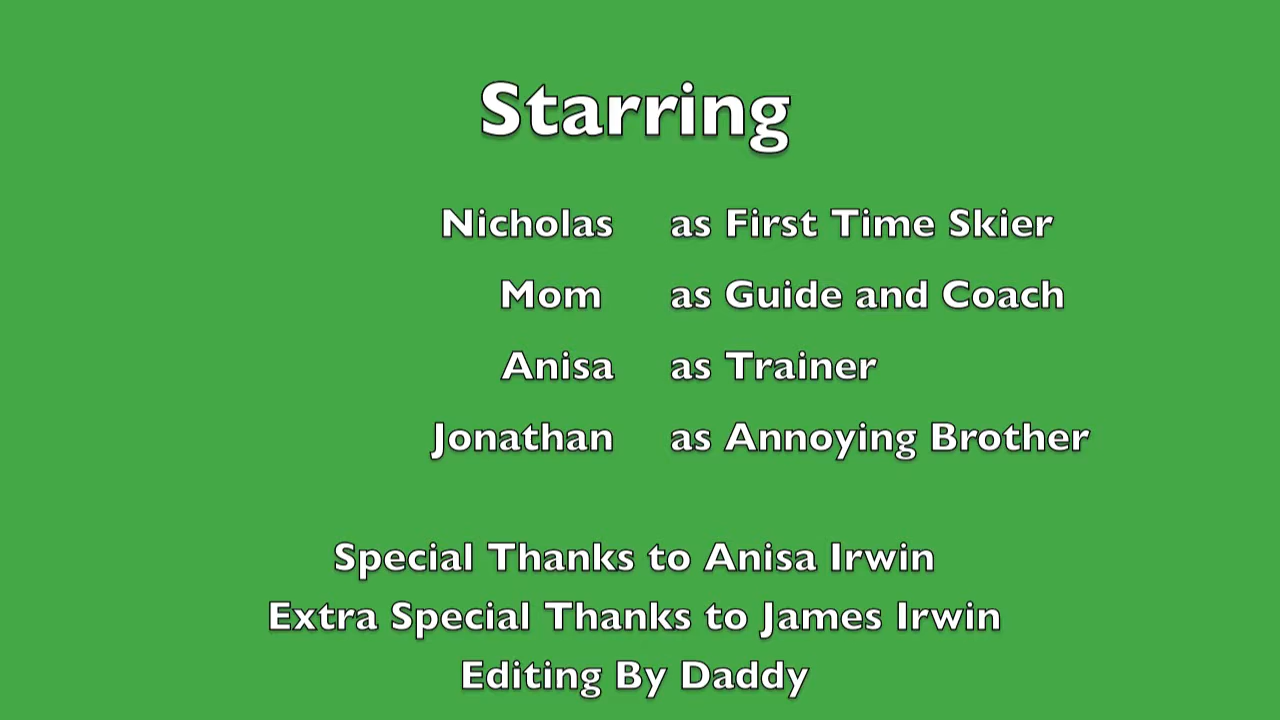 Starring
Nicholas as First Time Skier
Mom as Guide and Coach
Anisa as Trainer
Jonathan as Annoying Brother
Special Thanks to Anisa Irwin
Extra Special Thanks to James Irwin
Editing By Daddy